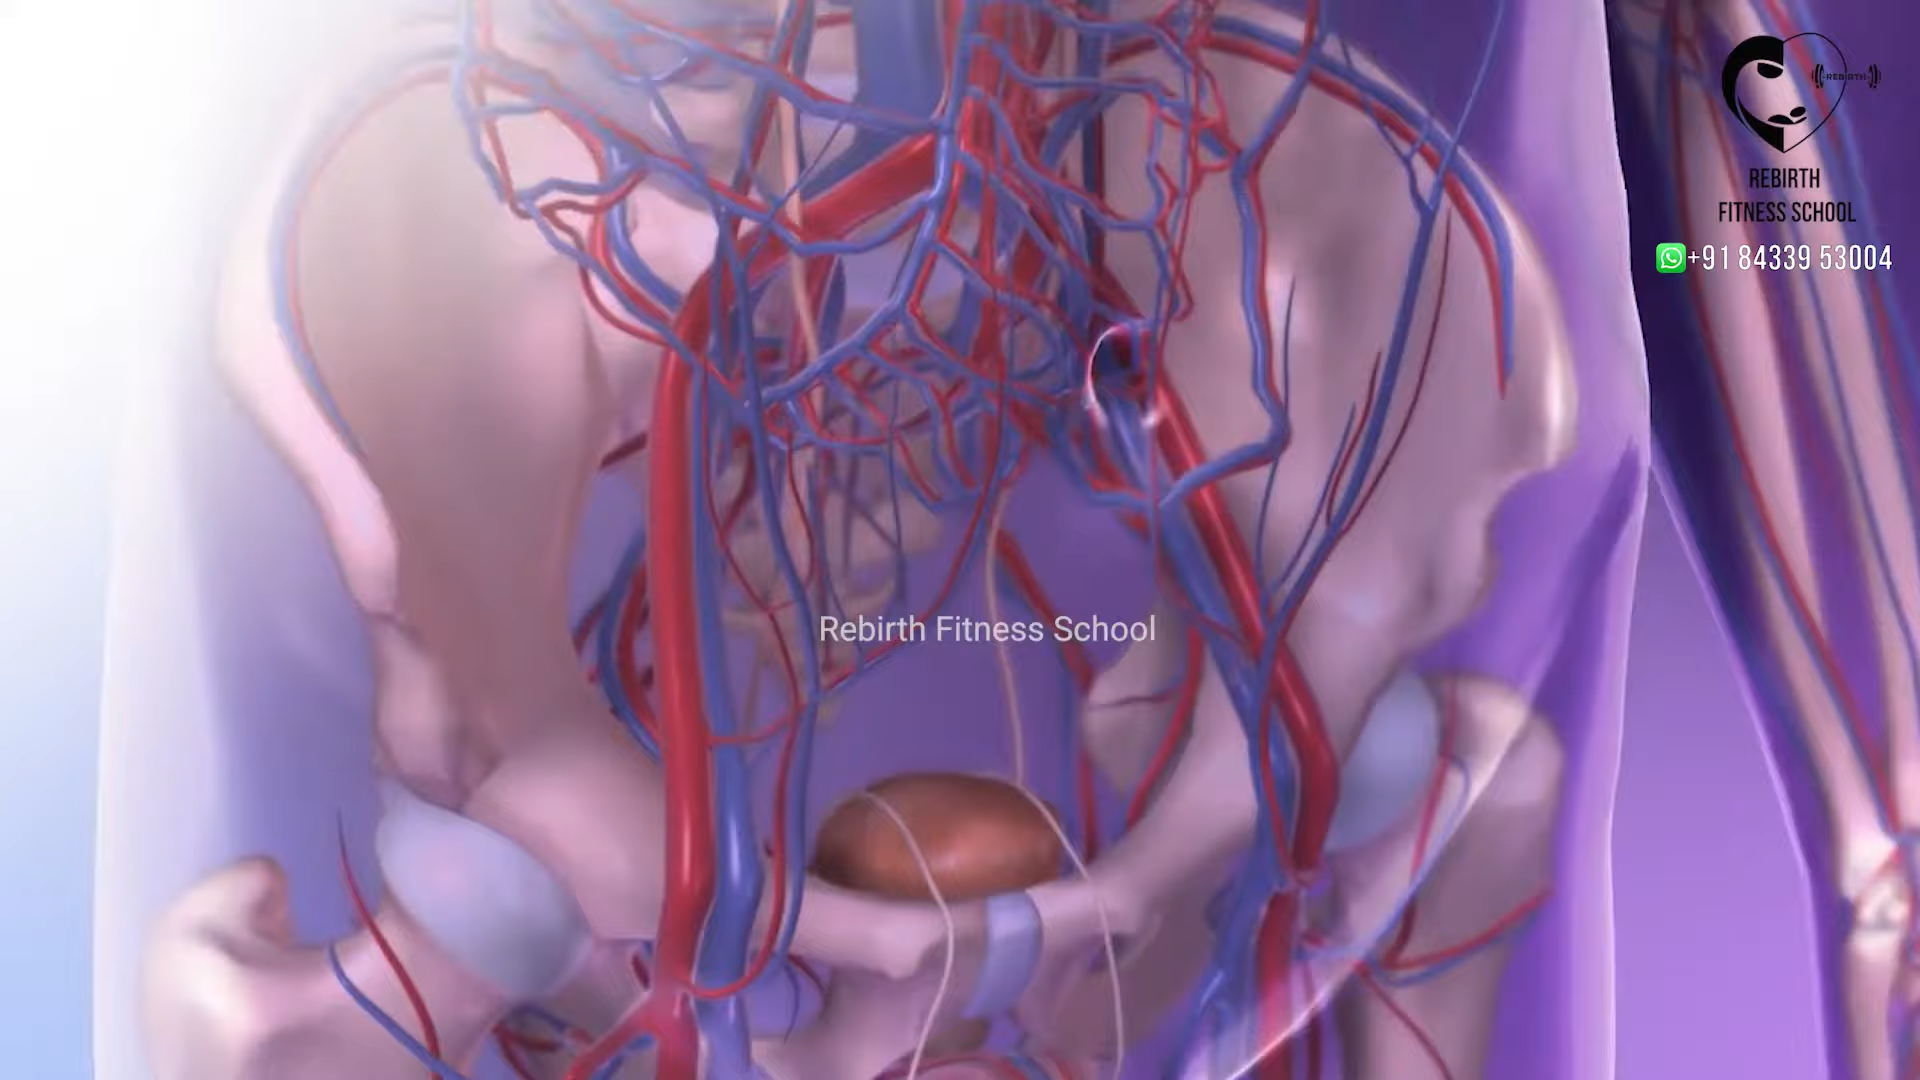 REBIRTH
REBIRTH
FITNESS SCHOOL
+91 84339 53004
Rebirth Fitness School